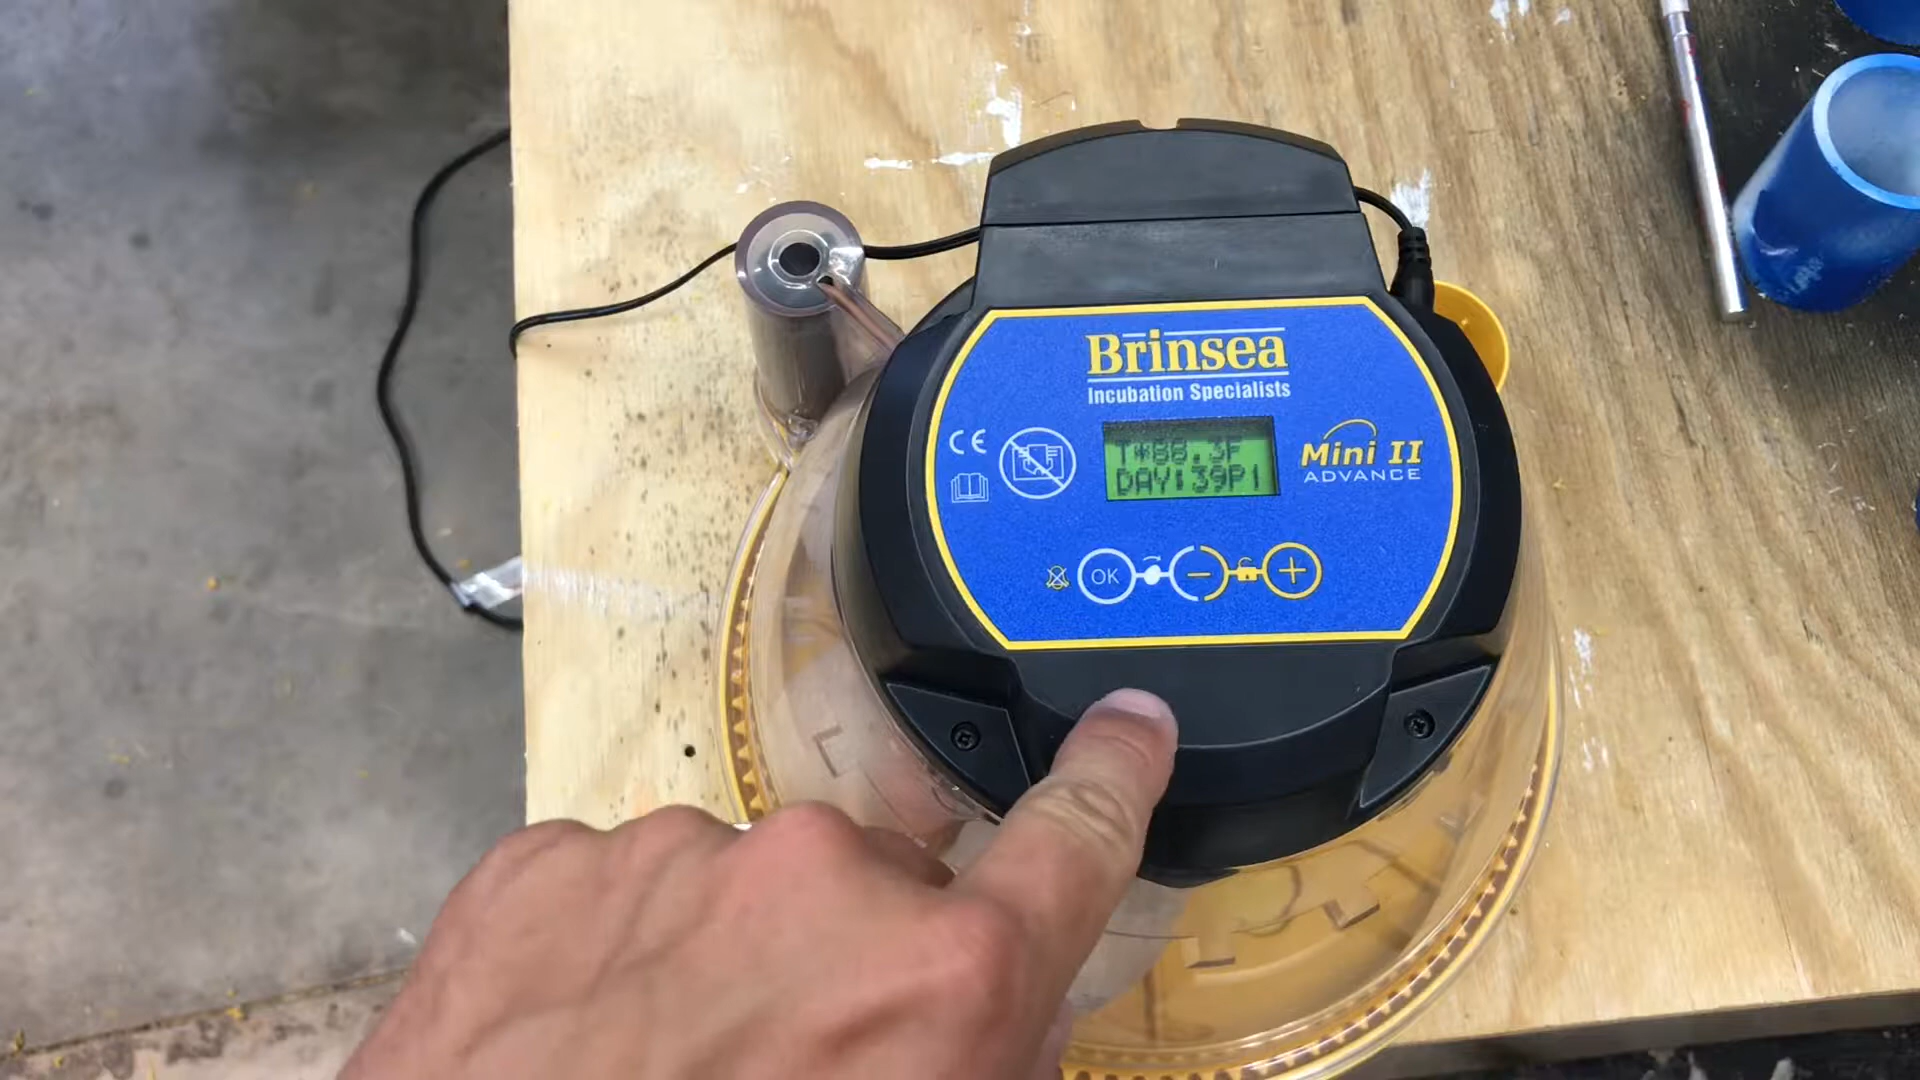 Brinsea
Incubation Specialists
CE
T*88.3F
DAY:39P1
Mini II
ADVANCE
OK